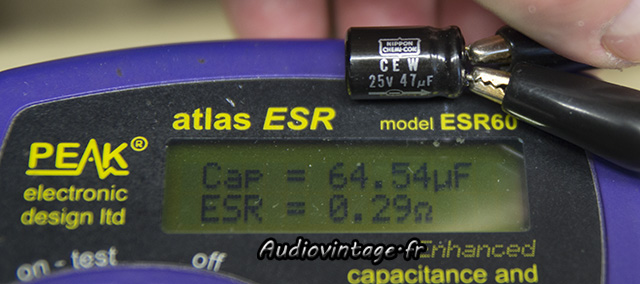 NIPPON
CHEMI-CON
CEW
25V 47µF
atlas ESR
model ESR60
PEAK®
electronic
design ltd
Cap = 64.54µF
ESR = 0.29Ω
Audiovintage.fr
Enhanced
on - test
off
capacitance and